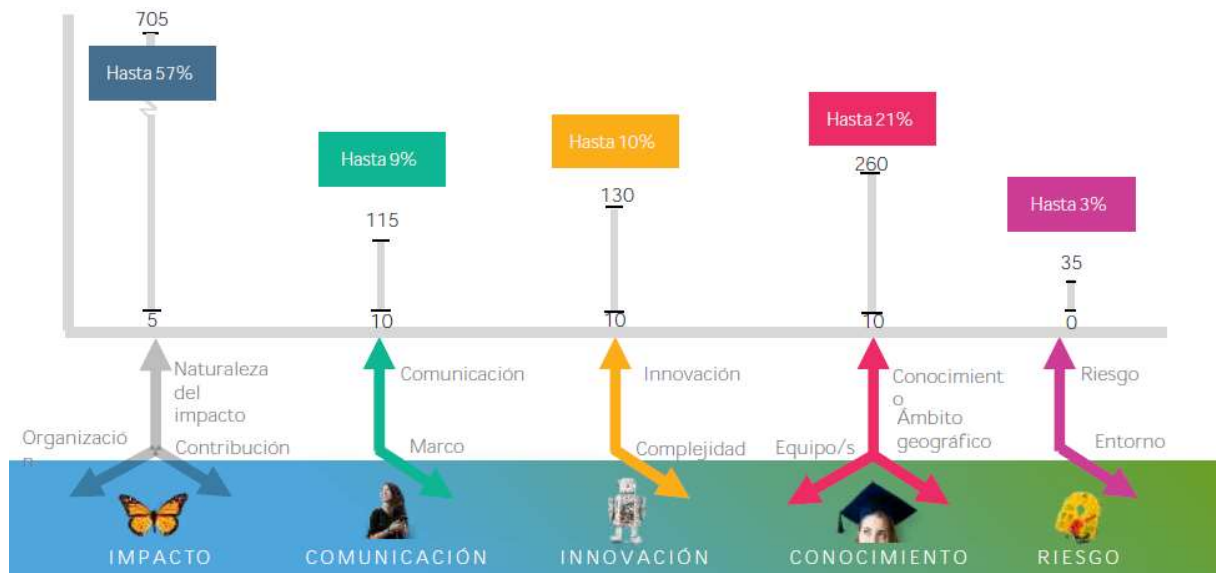 705
Hasta 57%
Hasta 9%
Hasta 10%
Hasta 21%
Hasta 3%
115
130
260
35
5
10
10
10
0
Naturaleza
del
impacto
Organizació
n
Contribución
Comunicación
Marco
Innovación
Complejidad
Conocimient
o
Ámbito
geográfico
Equipo/s
Riesgo
Entorno
IMPACTO
COMUNICACIÓN
INNOVACIÓN
CONOCIMIENTO
RIESGO